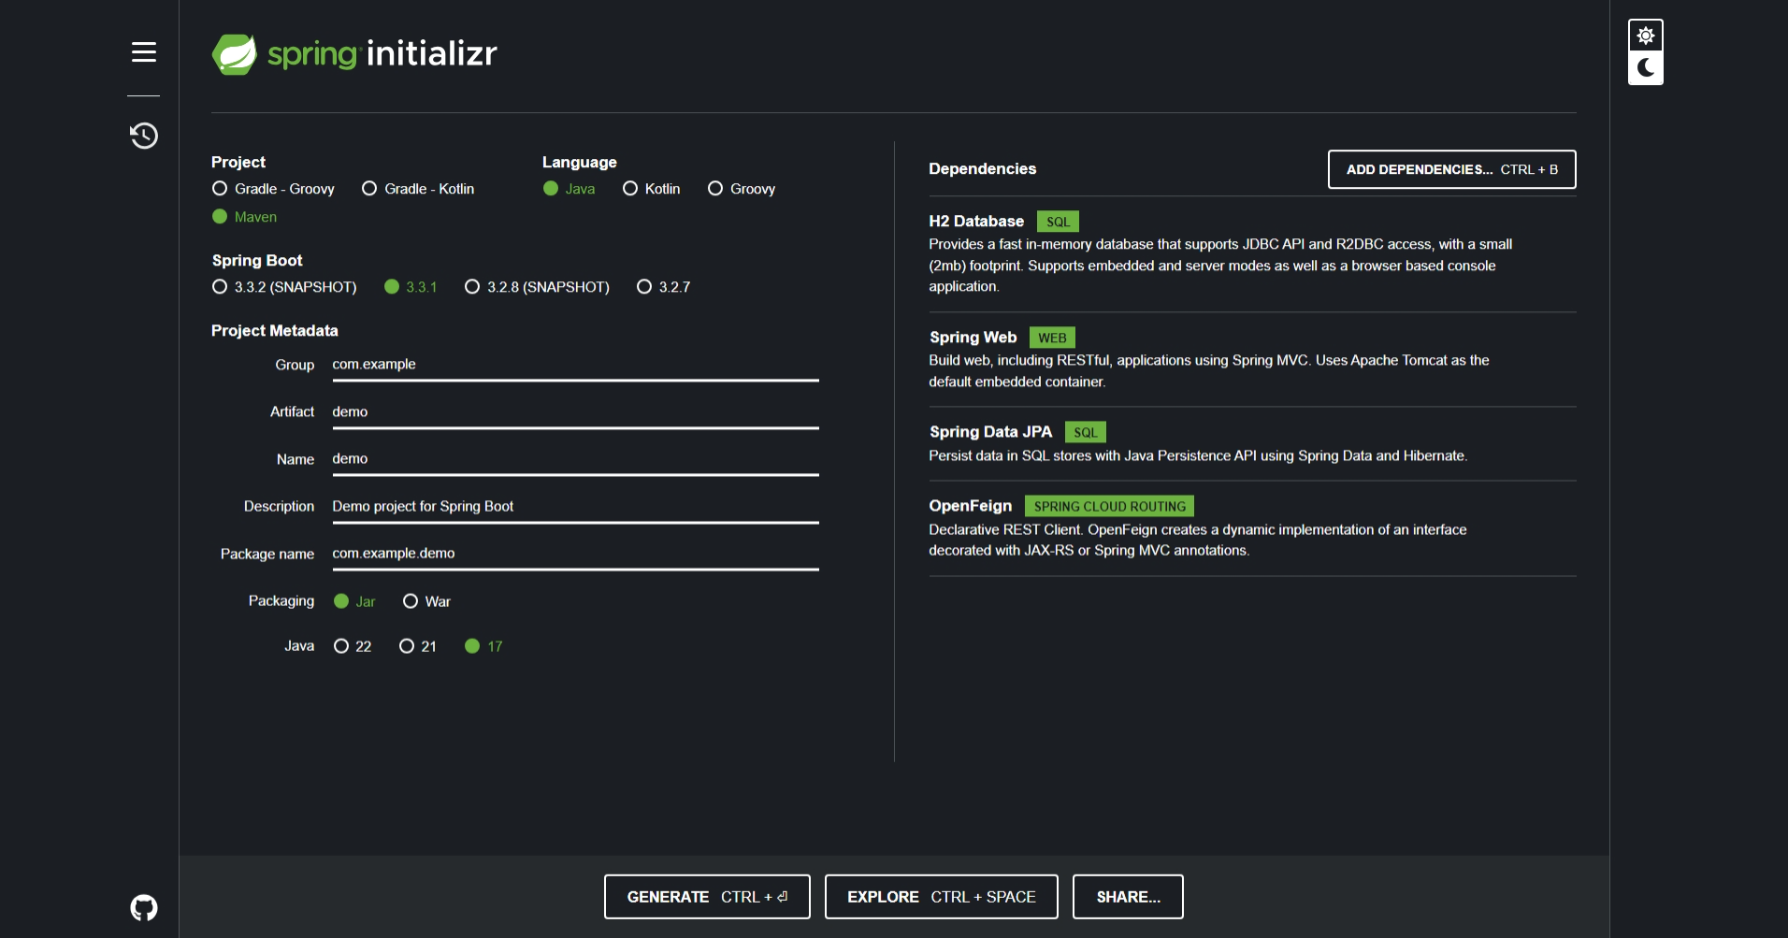 spring initializr
Project
Gradle - Groovy Gradle - Kotlin
Maven
Language
Java Kotlin Groovy
Spring Boot
3.3.2 (SNAPSHOT) 3.3.1 3.2.8 (SNAPSHOT) 3.2.7
Project Metadata
Group com.example
Artifact demo
Name demo
Description Demo project for Spring Boot
Package name com.example.demo
Packaging Jar War
Java 22 21 17
Dependencies
ADD DEPENDENCIES... CTRL + B
H2 Database SQL
Provides a fast in-memory database that supports JDBC API and R2DBC access, with a small
(2mb) footprint. Supports embedded and server modes as well as a browser based console
application.
Spring Web WEB
Build web, including RESTful, applications using Spring MVC. Uses Apache Tomcat as the
default embedded container.
Spring Data JPA SQL
Persist data in SQL stores with Java Persistence API using Spring Data and Hibernate.
OpenFeign SPRING CLOUD ROUTING
Declarative REST Client. OpenFeign creates a dynamic implementation of an interface
decorated with JAX-RS or Spring MVC annotations.
GENERATE CTRL + ⏎ EXPLORE CTRL + SPACE SHARE...